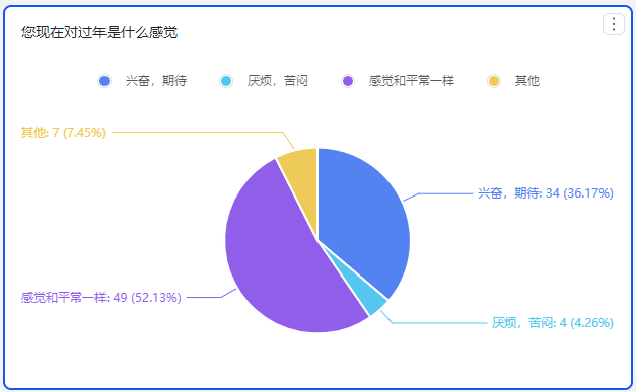 您现在对过年是什么感觉
兴奋，期待 厌烦，苦闷 感觉和平常一样 其他
其他: 7 (7.45%)
兴奋，期待: 34 (36.17%)
感觉和平常一样: 49 (52.13%)
厌烦，苦闷: 4 (4.26%)